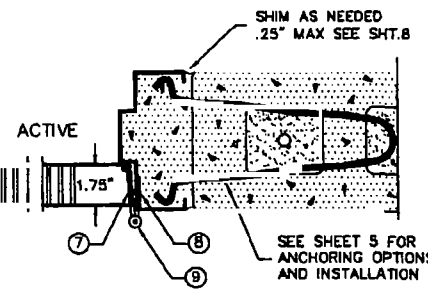 SHIM AS NEEDED
.25" MAX SEE SHT.8
ACTIVE
1.75"
7
8
9
SEE SHEET 5 FOR
ANCHORING OPTIONS
AND INSTALLATION